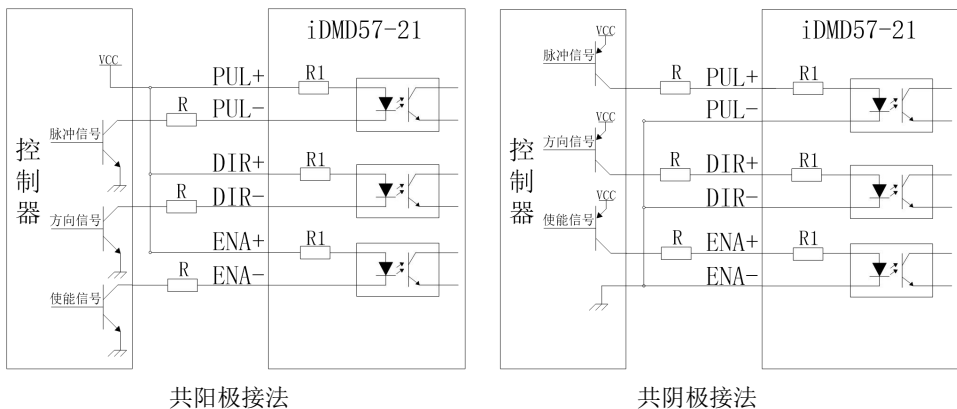 iDMD57-21
控制器
VCC
脉冲信号
方向信号
使能信号
PUL+
R1
R
PUL-
DIR+
R1
R
DIR-
ENA+
R1
R
ENA-
共阳极接法
iDMD57-21
控制器
VCC
脉冲信号
VCC
方向信号
VCC
使能信号
R
PUL+
R1
PUL-
R
DIR+
R1
DIR-
R
ENA+
R1
ENA-
共阴极接法